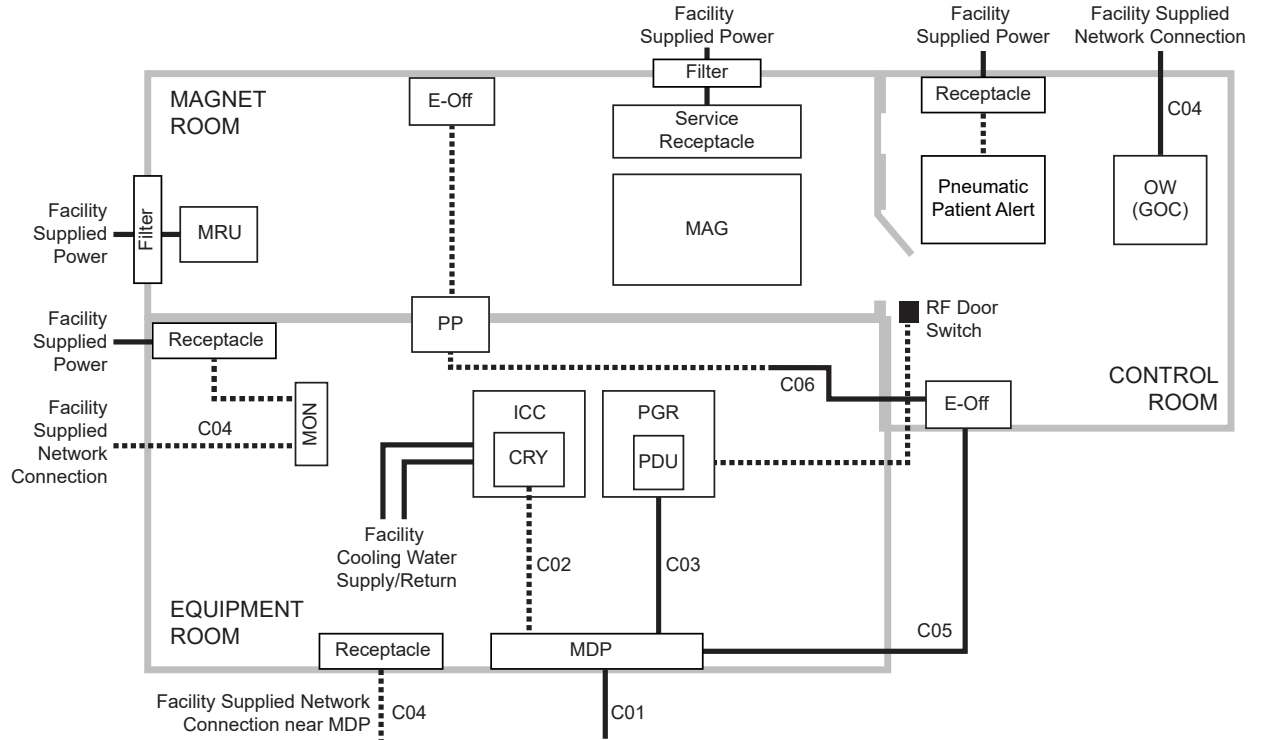 Facility
Supplied Power
Facility
Supplied Power
Facility Supplied
Network Connection
MAGNET
ROOM
E-Off
Filter
Service
Receptacle
Receptacle
C04
Pneumatic
Patient Alert
OW
(GOC)
Facility
Supplied
Power
Filter
MRU
MAG
Facility
Supplied
Power
Receptacle
PP
RF Door
Switch
C06
CONTROL
ROOM
E-Off
Facility
Supplied
Network
Connection
C04
MON
ICC
CRY
PGR
PDU
Facility
Cooling Water
Supply/Return
C02
C03
EQUIPMENT
ROOM
C05
Receptacle
MDP
Facility Supplied Network
Connection near MDP
C04
C01